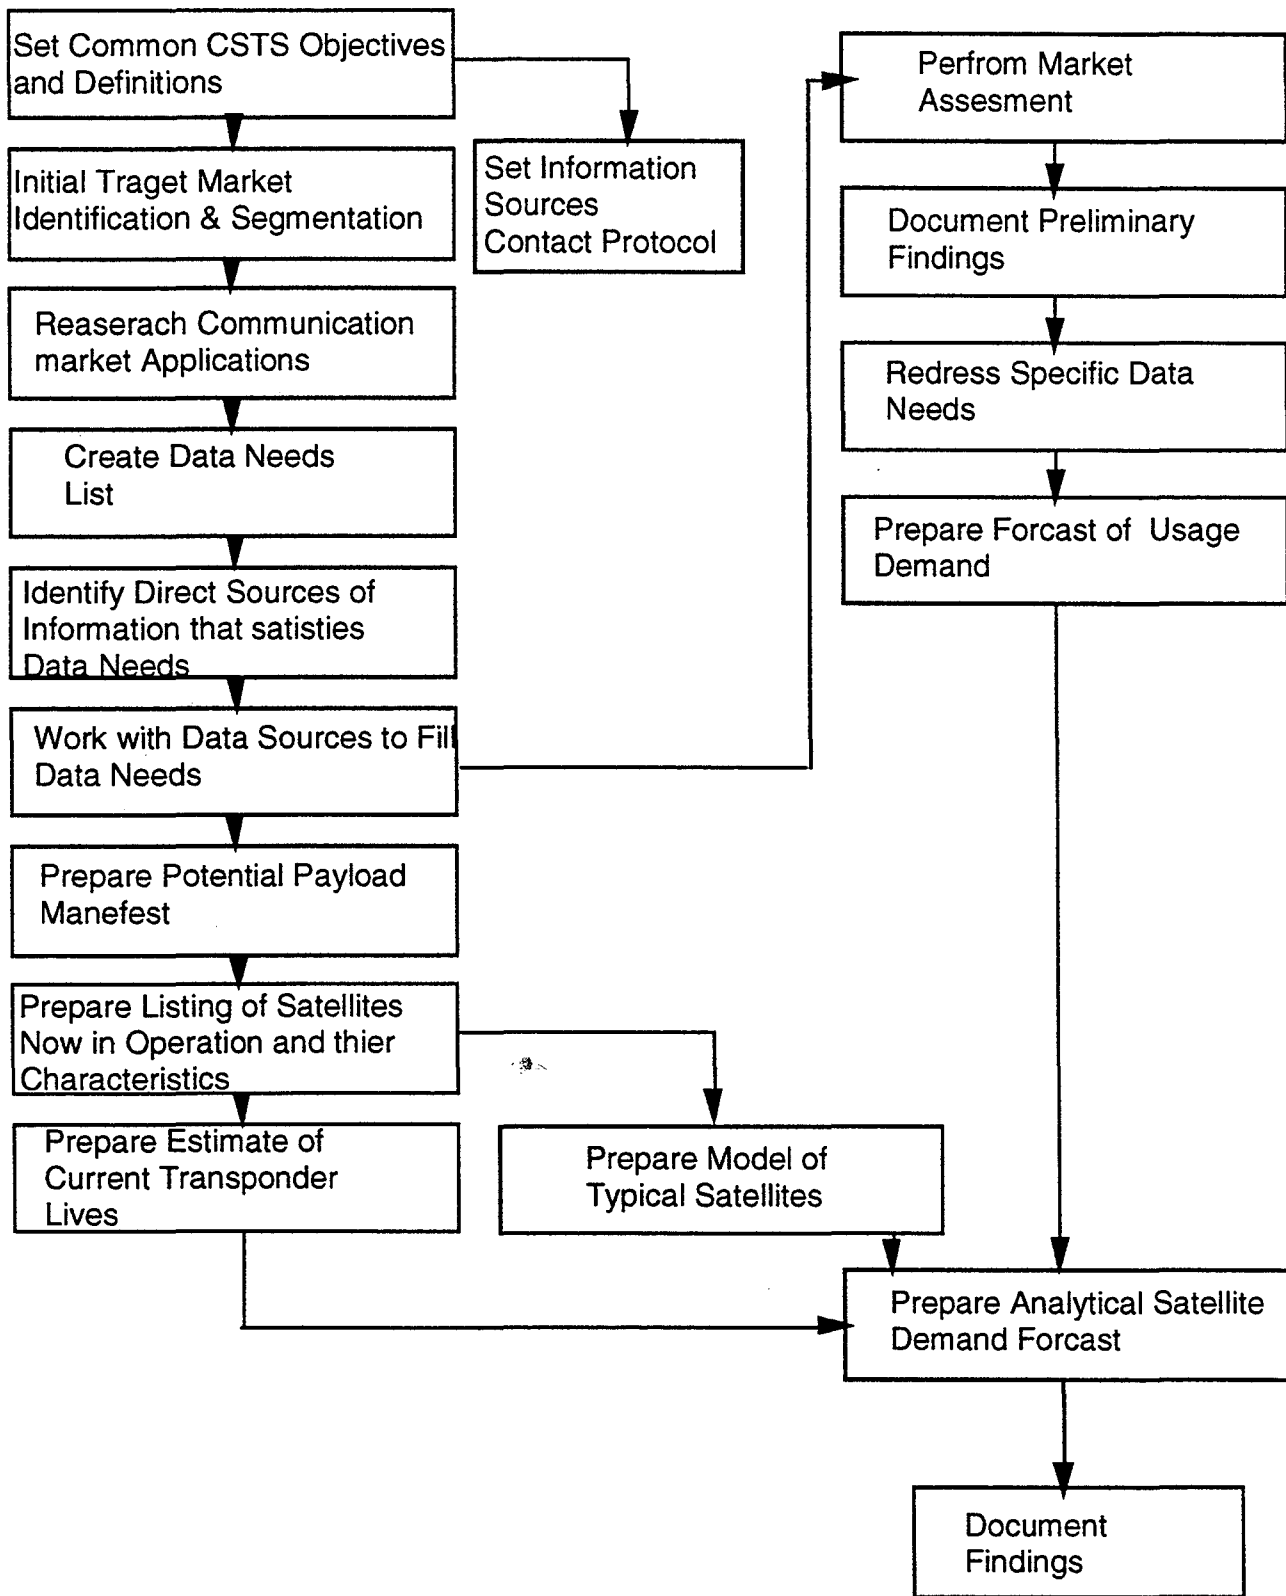 Set Common CSTS Objectives
and Definitions
Initial Traget Market
Identification & Segmentation
Set Information
Sources
Contact Protocol
Reaserach Communication
market Applications
Create Data Needs
List
Identify Direct Sources of
Information that satisties
Data Needs
Work with Data Sources to Fill
Data Needs
Prepare Potential Payload
Manefest
Prepare Listing of Satellites
Now in Operation and thier
Characteristics
Prepare Estimate of
Current Transponder
Lives
Prepare Model of
Typical Satellites
Perfrom Market
Assesment
Document Preliminary
Findings
Redress Specific Data
Needs
Prepare Forcast of  Usage
Demand
Prepare Analytical Satellite
Demand Forcast
Document
Findings